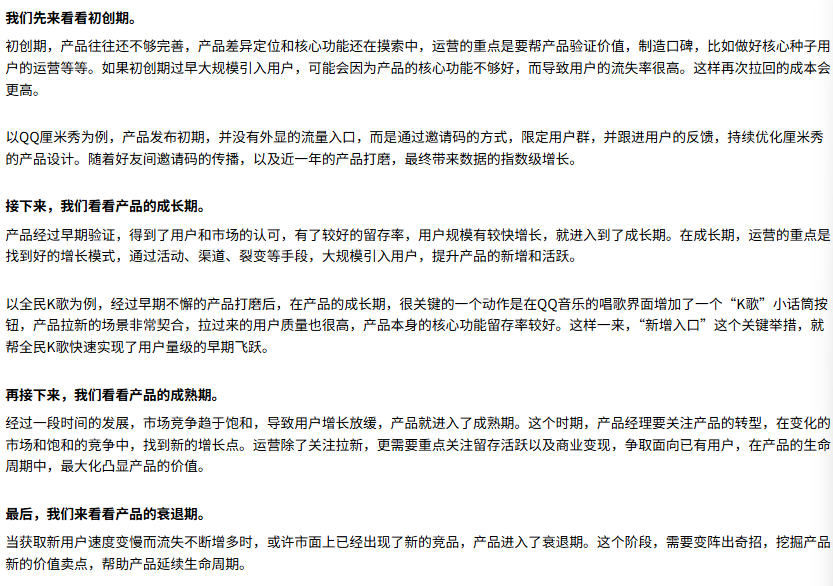 我们先来看看初创期。
初创期，产品往往还不够完善，产品差异定位和核心功能还在摸索中，运营的重点是要帮产品验证价值，制造口碑，比如做好核心种子用
户的运营等等。如果初创期过早大规模引入用户，可能会因为产品的核心功能不够好，而导致用户的流失率很高。这样再次拉回的成本会
更高。
以QQ厘米秀为例，产品发布初期，并没有外显的流量入口，而是通过邀请码的方式，限定用户群，并跟进用户的反馈，持续优化厘米秀
的产品设计。随着好友间邀请码的传播，以及近一年的产品打磨，最终带来数据的指数级增长。
接下来，我们看看产品的成长期。
产品经过早期验证，得到了用户和市场的认可，有了较好的留存率，用户规模有较快增长，就进入到了成长期。在成长期，运营的重点是
找到好的增长模式，通过活动、渠道、裂变等手段，大规模引入用户，提升产品的新增和活跃。
以全民K歌为例，经过早期不懈的产品打磨后，在产品的成长期，很关键的一个动作是在QQ音乐的唱歌界面增加了一个“K歌”小话筒按
钮，产品拉新的场景非常契合，拉过来的用户质量也很高，产品本身的核心功能留存率较好。这样一来，“新增入口”这个关键举措，就
帮全民K歌快速实现了用户量级的早期飞跃。
再接下来，我们看看产品的成熟期。
经过一段时间的发展，市场竞争趋于饱和，导致用户增长放缓，产品就进入了成熟期。这个时期，产品经理要关注产品的转型，在变化的
市场和饱和的竞争中，找到新的增长点。运营除了关注拉新，更需要重点关注留存活跃以及商业变现，争取面向已有用户，在产品的生命
周期中，最大化凸显产品的价值。
最后，我们来看看产品的衰退期。
当获取新用户速度变慢而流失不断增多时，或许市面上已经出现了新的竞品，产品进入了衰退期。这个阶段，需要变阵出奇招，挖掘产品
新的价值卖点，帮助产品延续生命周期。